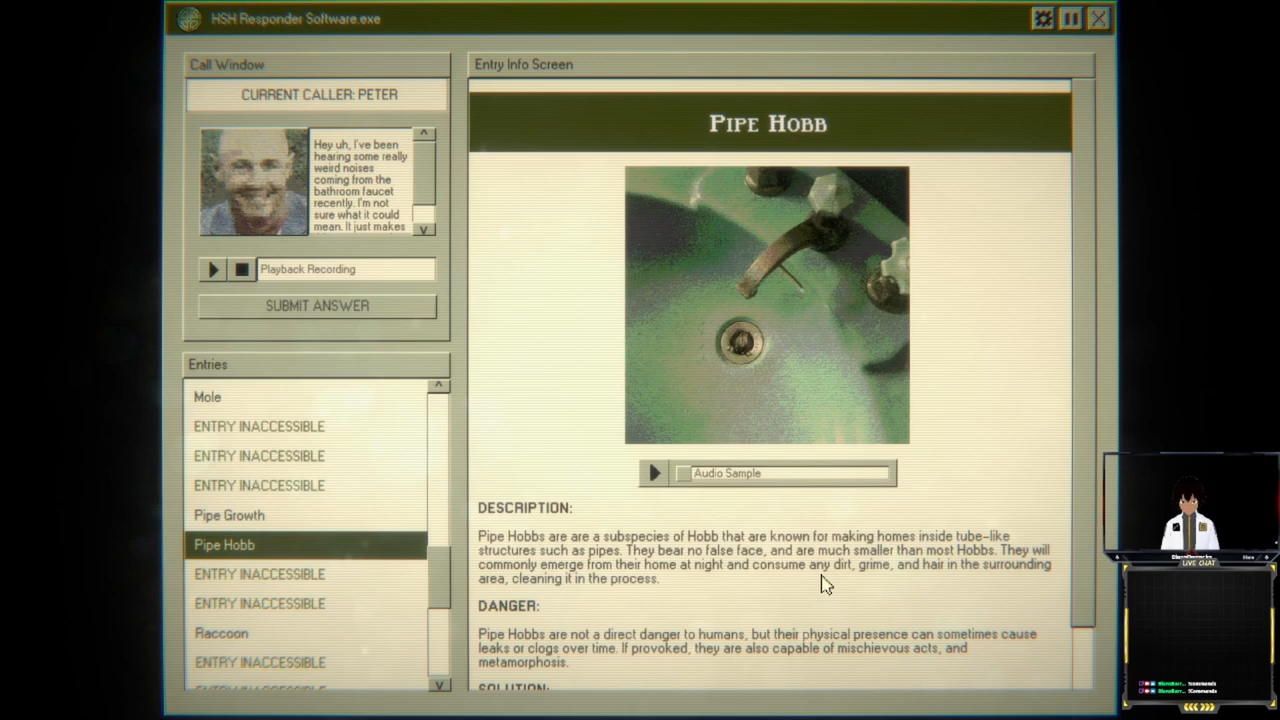 HSH Responder Software.exe
Call Window
CURRENT CALLER: PETER
Hey uh, I've been
hearing some really
weird noises
coming from the
bathroom faucet
recently. I'm not
sure what it could
mean. It just makes
Playback Recording
SUBMIT ANSWER
Entries
Mole
ENTRY INACCESSIBLE
ENTRY INACCESSIBLE
ENTRY INACCESSIBLE
Pipe Growth
Pipe Hobb
ENTRY INACCESSIBLE
ENTRY INACCESSIBLE
Raccoon
ENTRY INACCESSIBLE
ENTRY INACCESSIBLE
Entry Info Screen
PIPE HOBB
Audio Sample
DESCRIPTION:
Pipe Hobbs are are a subspecies of Hobb that are known for making homes inside tube-like
structures such as pipes. They bear no false face, and are much smaller than most Hobbs. They will
commonly emerge from their home at night and consume any dirt, grime, and hair in the surrounding
area, cleaning it in the process.
DANGER:
Pipe Hobbs are not a direct danger to humans, but their physical presence can sometimes cause
leaks or clogs over time. If provoked, they are also capable of mischievous acts, and
metamorphosis.
SOLUTION:
LIVE CHAT
!Commands
!Commands